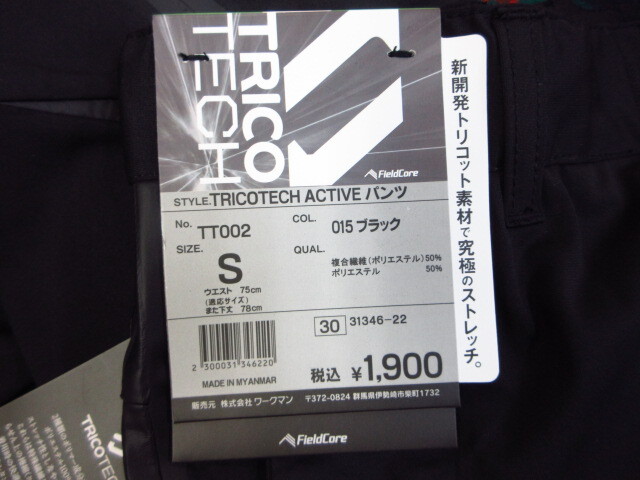 TRICO
TECH
FieldCore
新開発トリコット素材で究極のストレッチ。
STYLE. TRICOTECH ACTIVE パンツ
No. TT002
COL. 015 ブラック
SIZE. S
ウエスト 75cm
(適応サイズ)
また下丈 78cm
QUAL.
複合繊維(ポリエステル)50%
ポリエステル 50%
30 31346-22
2 300031 346220
MADE IN MYANMAR
税込 ¥1,900
販売元 株式会社 ワークマン 〒372-0824 群馬県伊勢崎市柴町1732
FieldCore
TRICOTECH